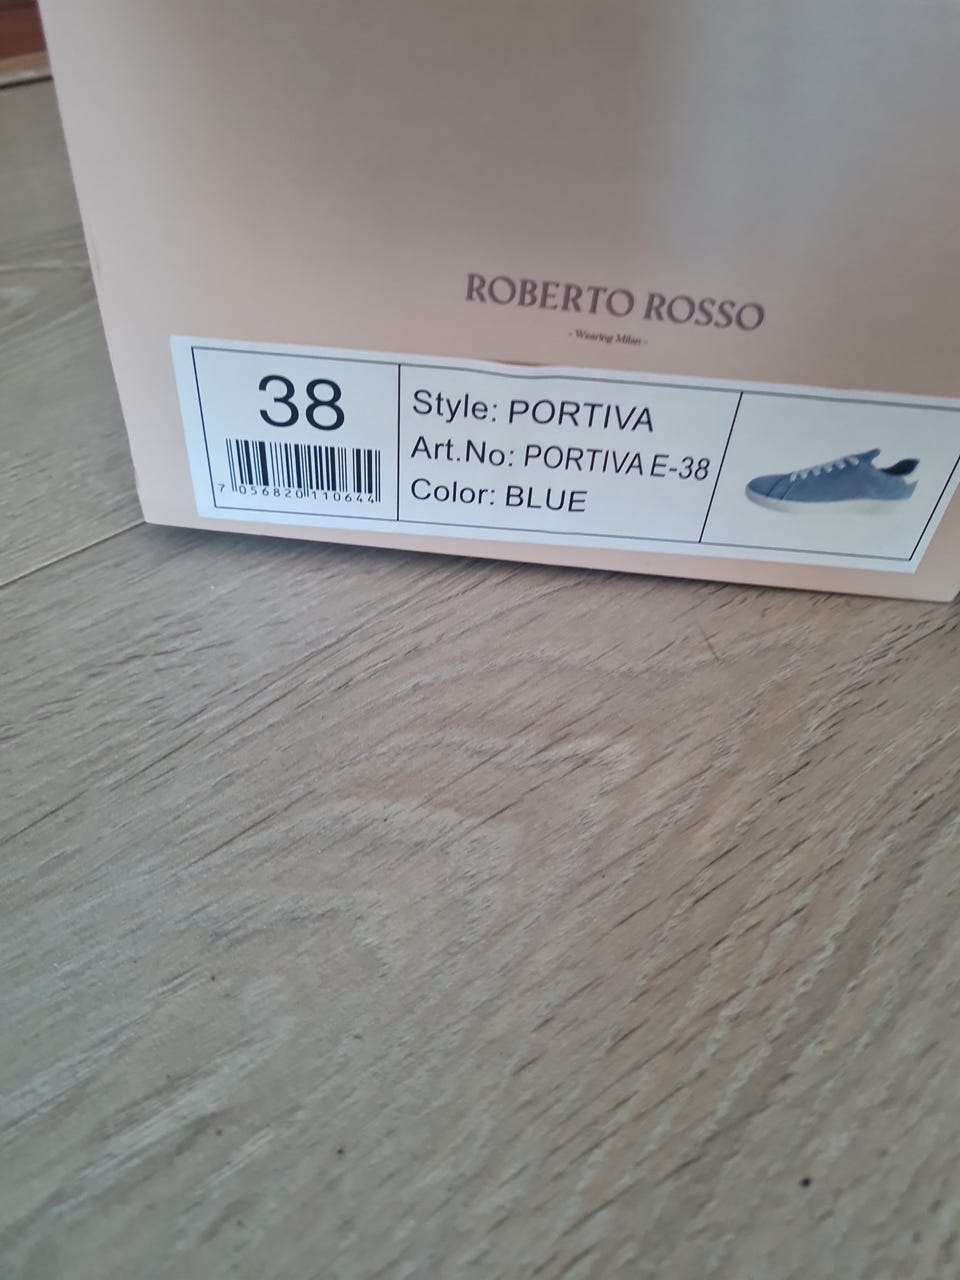 ROBERTO ROSSO
- Wearing Milan -
38
7 056820 110644
Style: PORTIVA
Art.No: PORTIVA E-38
Color: BLUE